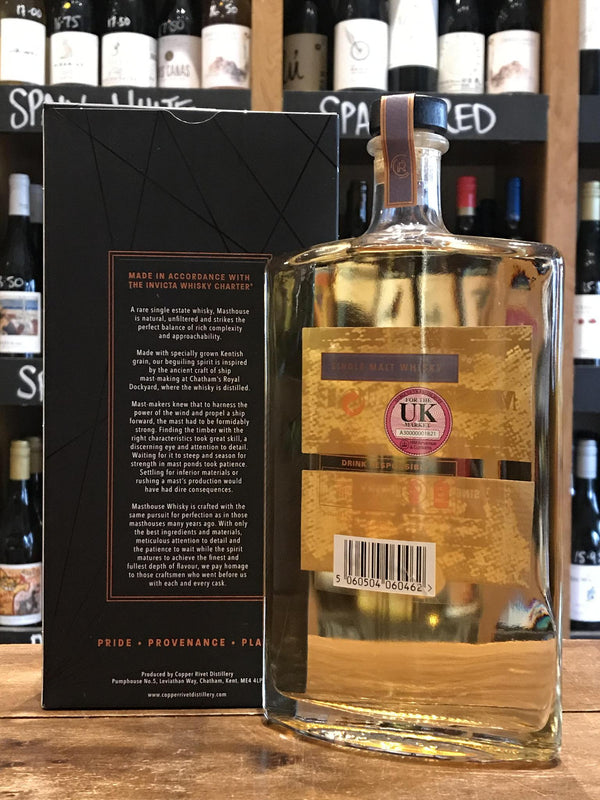 17.00
17.50
16.50
SPAIN WHITE
SPA RED
MADE IN ACCORDANCE WITH
THE INVICTA WHISKY CHARTER®
A rare single estate whisky, Masthouse
is natural, unfiltered and strikes the
perfect balance of rich complexity
and approachability.
Made with specially grown Kentish
grain, our beguiling spirit is inspired
by the ancient craft of ship
mast-making at Chatham's Royal
Dockyard, where the whisky is distilled.
Mast-makers knew that to harness the
power of the wind and propel a ship
forward, the mast had to be formidably
strong. Finding the timber with the
right characteristics took great skill, a
discerning eye and attention to detail.
Waiting for it to steep and season for
strength in mast ponds took patience.
Settling for inferior materials or
rushing a mast's production would
have had dire consequences.
Masthouse Whisky is crafted with the
same pursuit for perfection as in those
masthouses many years ago. With only
the best ingredients and materials,
meticulous attention to detail and
the patience to wait while the spirit
matures to achieve the finest and
fullest depth of flavour, we pay homage
to those craftsmen who went before us
with each and every cask.
PRIDE • PROVENANCE • PLA
Produced by Copper Rivet Distillery
Pumphouse No.5, Leviathan Way, Chatham, Kent. ME4 4LP
www.copperrivetdistillery.com
SINGLE MALT WHISKY
FOR THE
UK
MARKET
A30000001821
DRINK RESPONSIBL
5 060504 060462 >